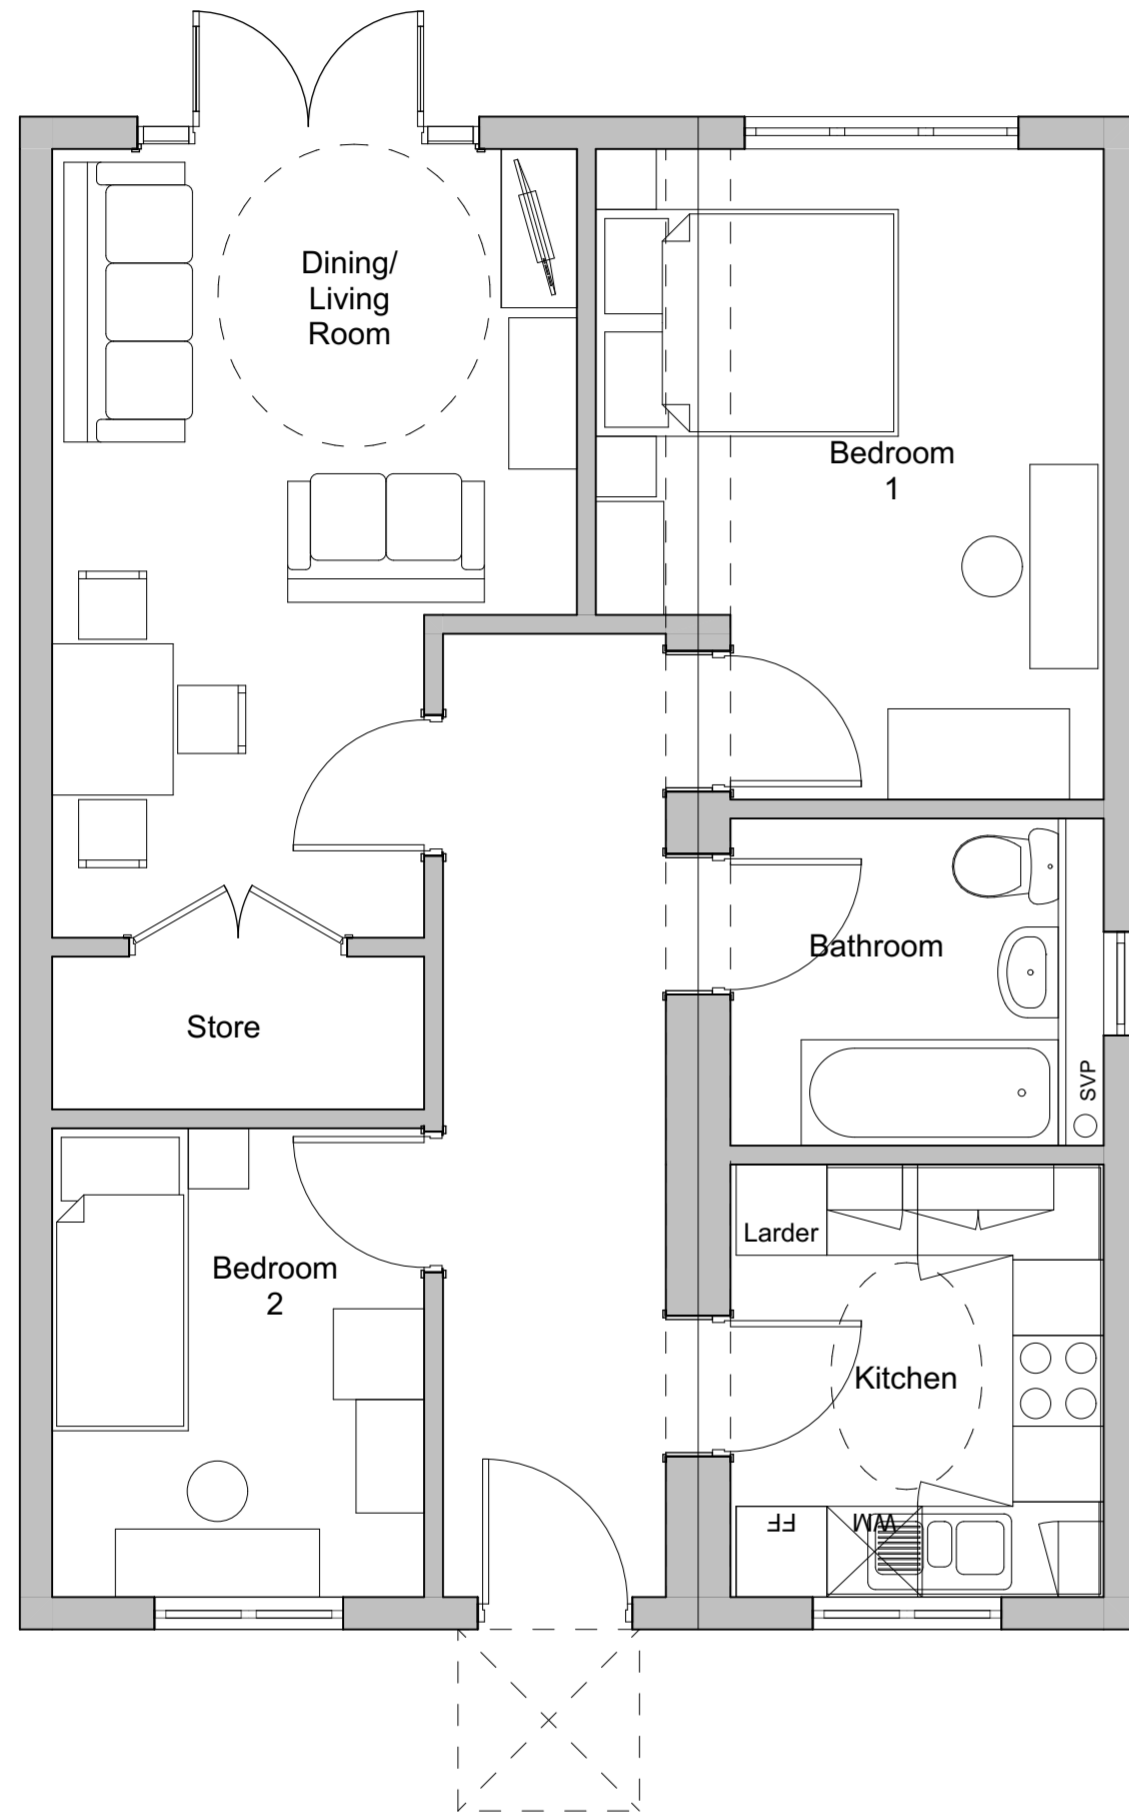 Dining/
Living
Room
Bedroom
1
Bathroom
Store
SVP
Larder
Bedroom
2
Kitchen
FF
WM